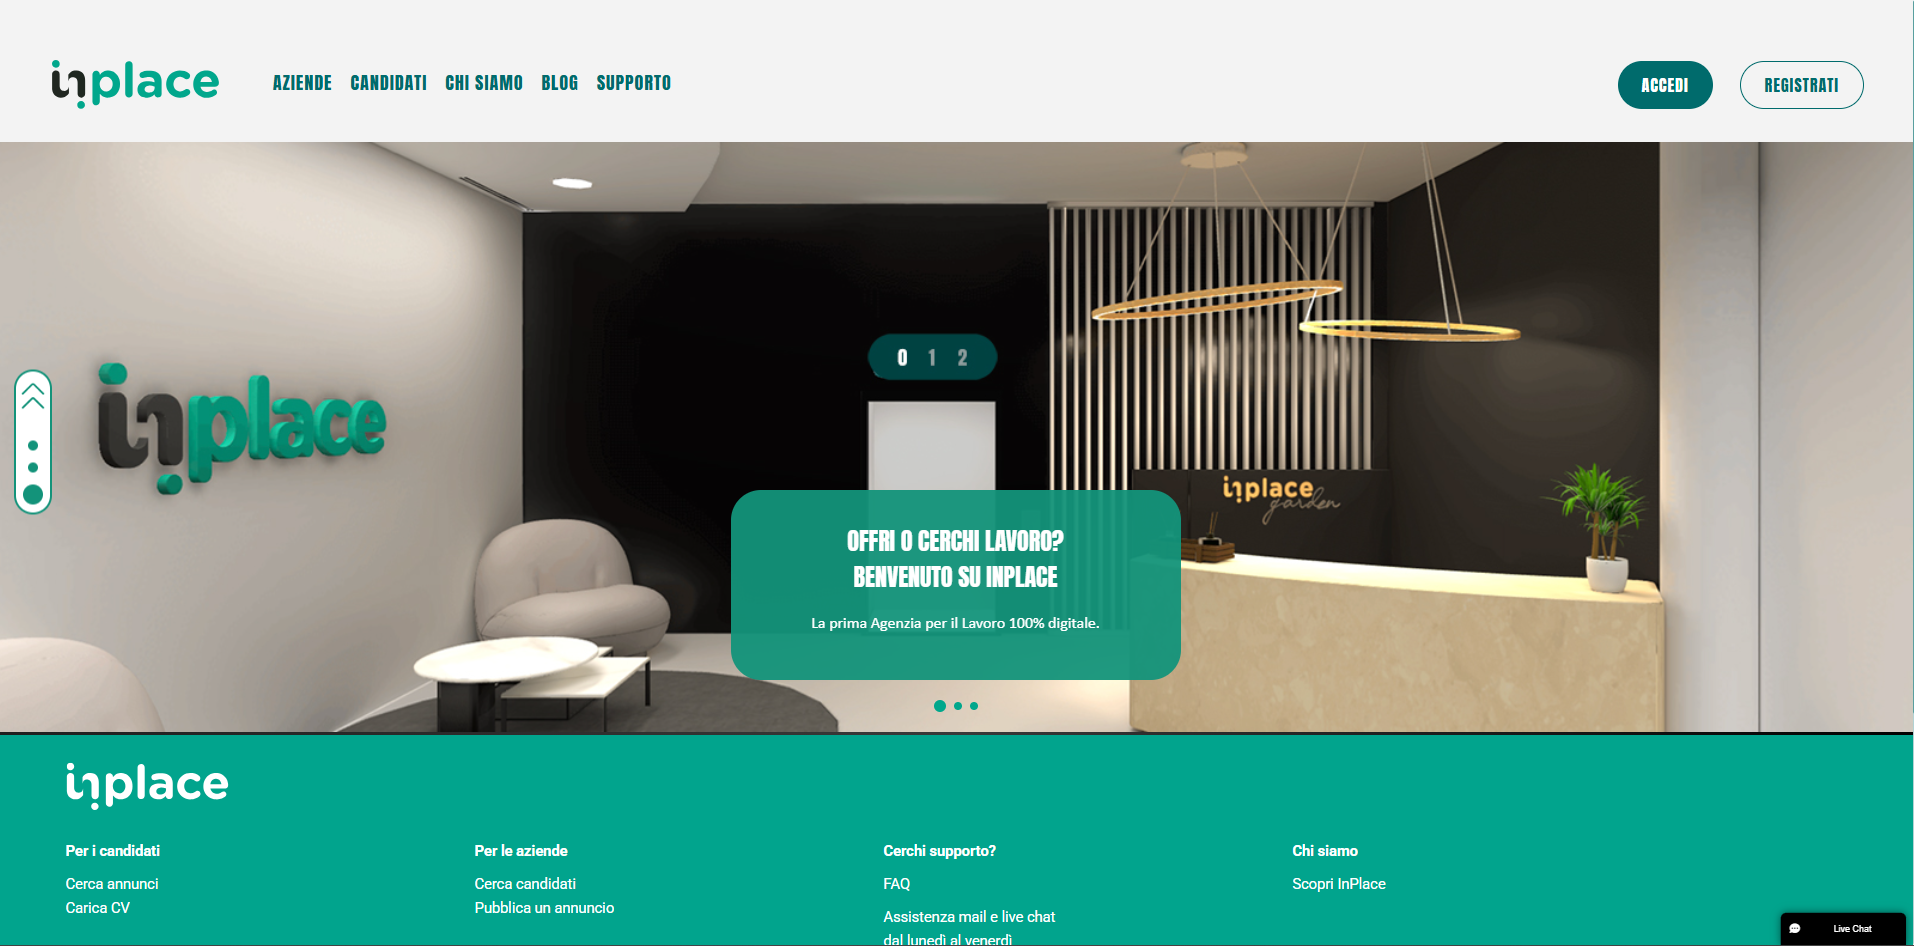 inplace
AZIENDE CANDIDATI CHI SIAMO BLOG SUPPORTO
ACCEDI
REGISTRATI
0 1 2
inplace
inplace
garden
OFFRI O CERCHI LAVORO?
BENVENUTO SU INPLACE
La prima Agenzia per il Lavoro 100% digitale.
inplace
Per i candidati
Cerca annunci
Carica CV
Per le aziende
Cerca candidati
Pubblica un annuncio
Cerchi supporto?
FAQ
Assistenza mail e live chat
dal lunedì al venerdì
Chi siamo
Scopri InPlace
Live Chat